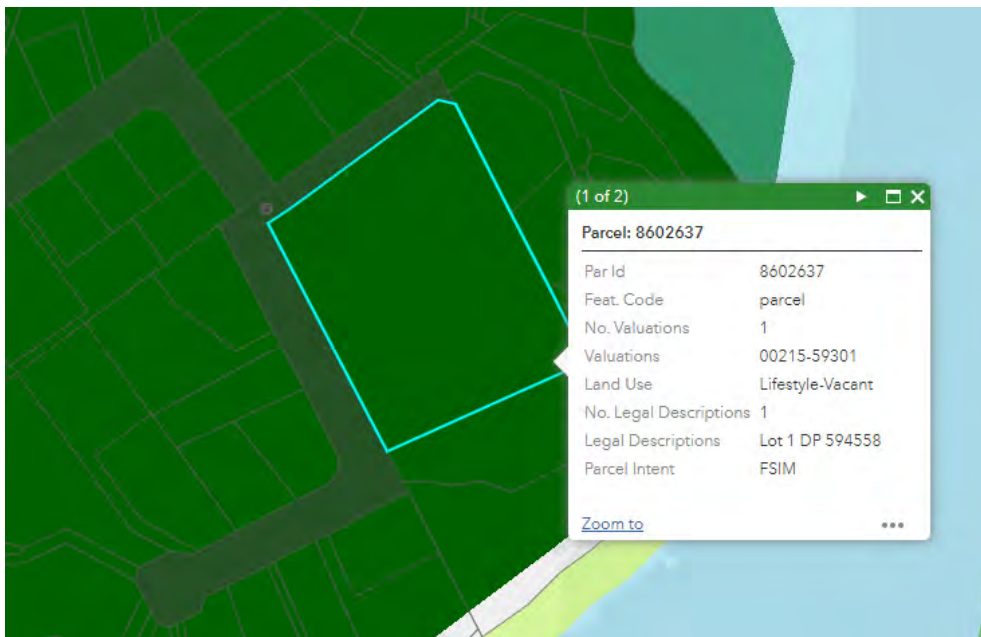 (1 of 2)
Parcel: 8602637
Par Id 8602637
Feat. Code parcel
No. Valuations 1
Valuations 00215-59301
Land Use Lifestyle-Vacant
No. Legal Descriptions 1
Legal Descriptions Lot 1 DP 594558
Parcel Intent FSIM
Zoom to